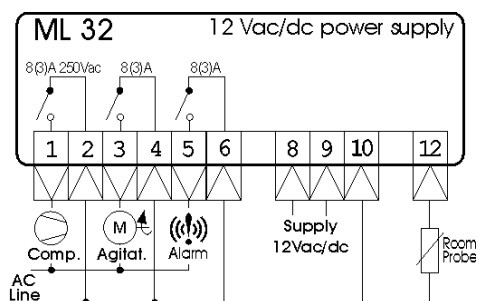 ML 32 12 Vac/dc power supply
8(3)A 250Vac 8(3)A 8(3)A
1 2 3 4 5 6 8 9 10 12
M
Comp. Agitat. Alarm
Supply
12Vac/dc
Room
Probe
AC
Line